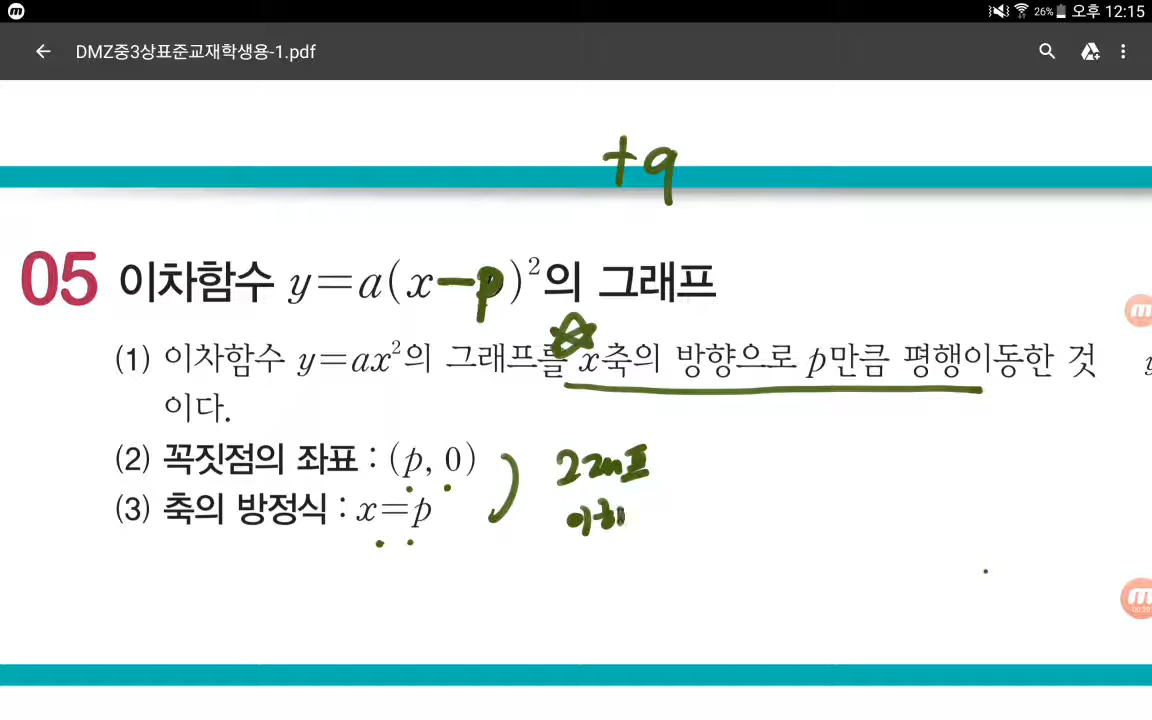 26% 오후 12:15
DMZ중3상표준교재학생용-1.pdf
+q
05 이차함수 y=a(x-p)²의 그래프
(1) 이차함수 y=ax²의 그래프를 x축의 방향으로 p만큼 평행이동한 것
이다.
(2) 꼭짓점의 좌표 : (p, 0)
(3) 축의 방정식 : x=p
그래프
이해
00:20